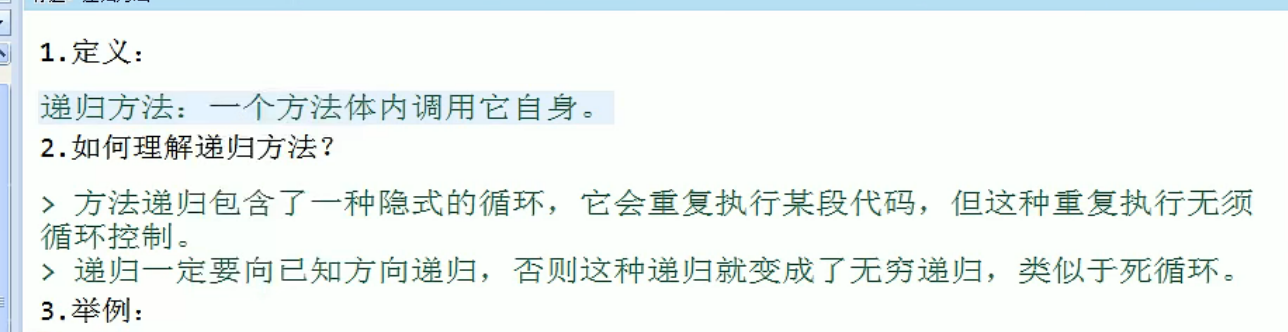 1.定义：
递归方法：一个方法体内调用它自身。
2.如何理解递归方法？
> 方法递归包含了一种隐式的循环，它会重复执行某段代码，但这种重复执行无须
循环控制。
> 递归一定要向已知方向递归，否则这种递归就变成了无穷递归，类似于死循环。
3.举例：